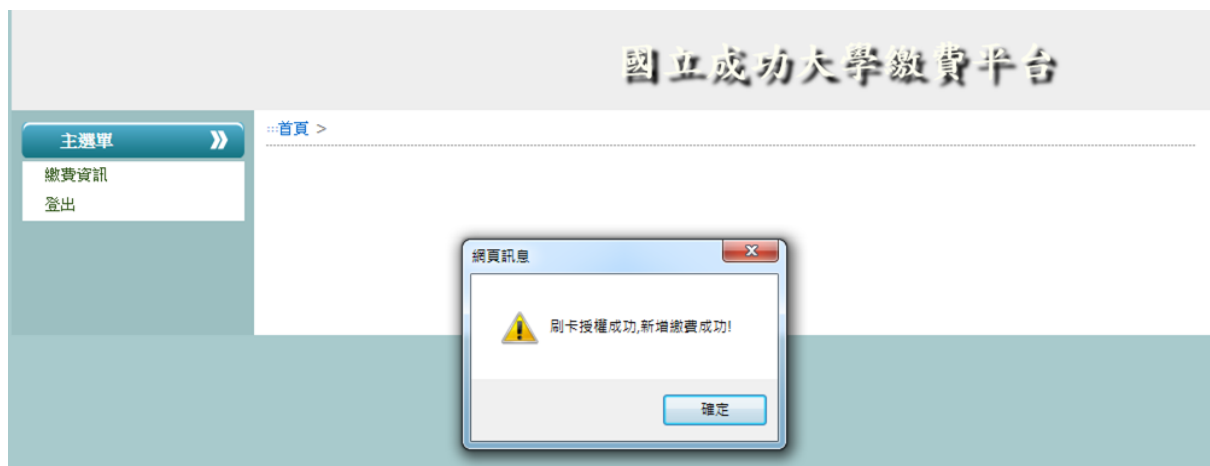 國立成功大學繳費平台
主選單
:::首頁 >
繳費資訊
登出
網頁訊息
刷卡授權成功,新增繳費成功!
確定